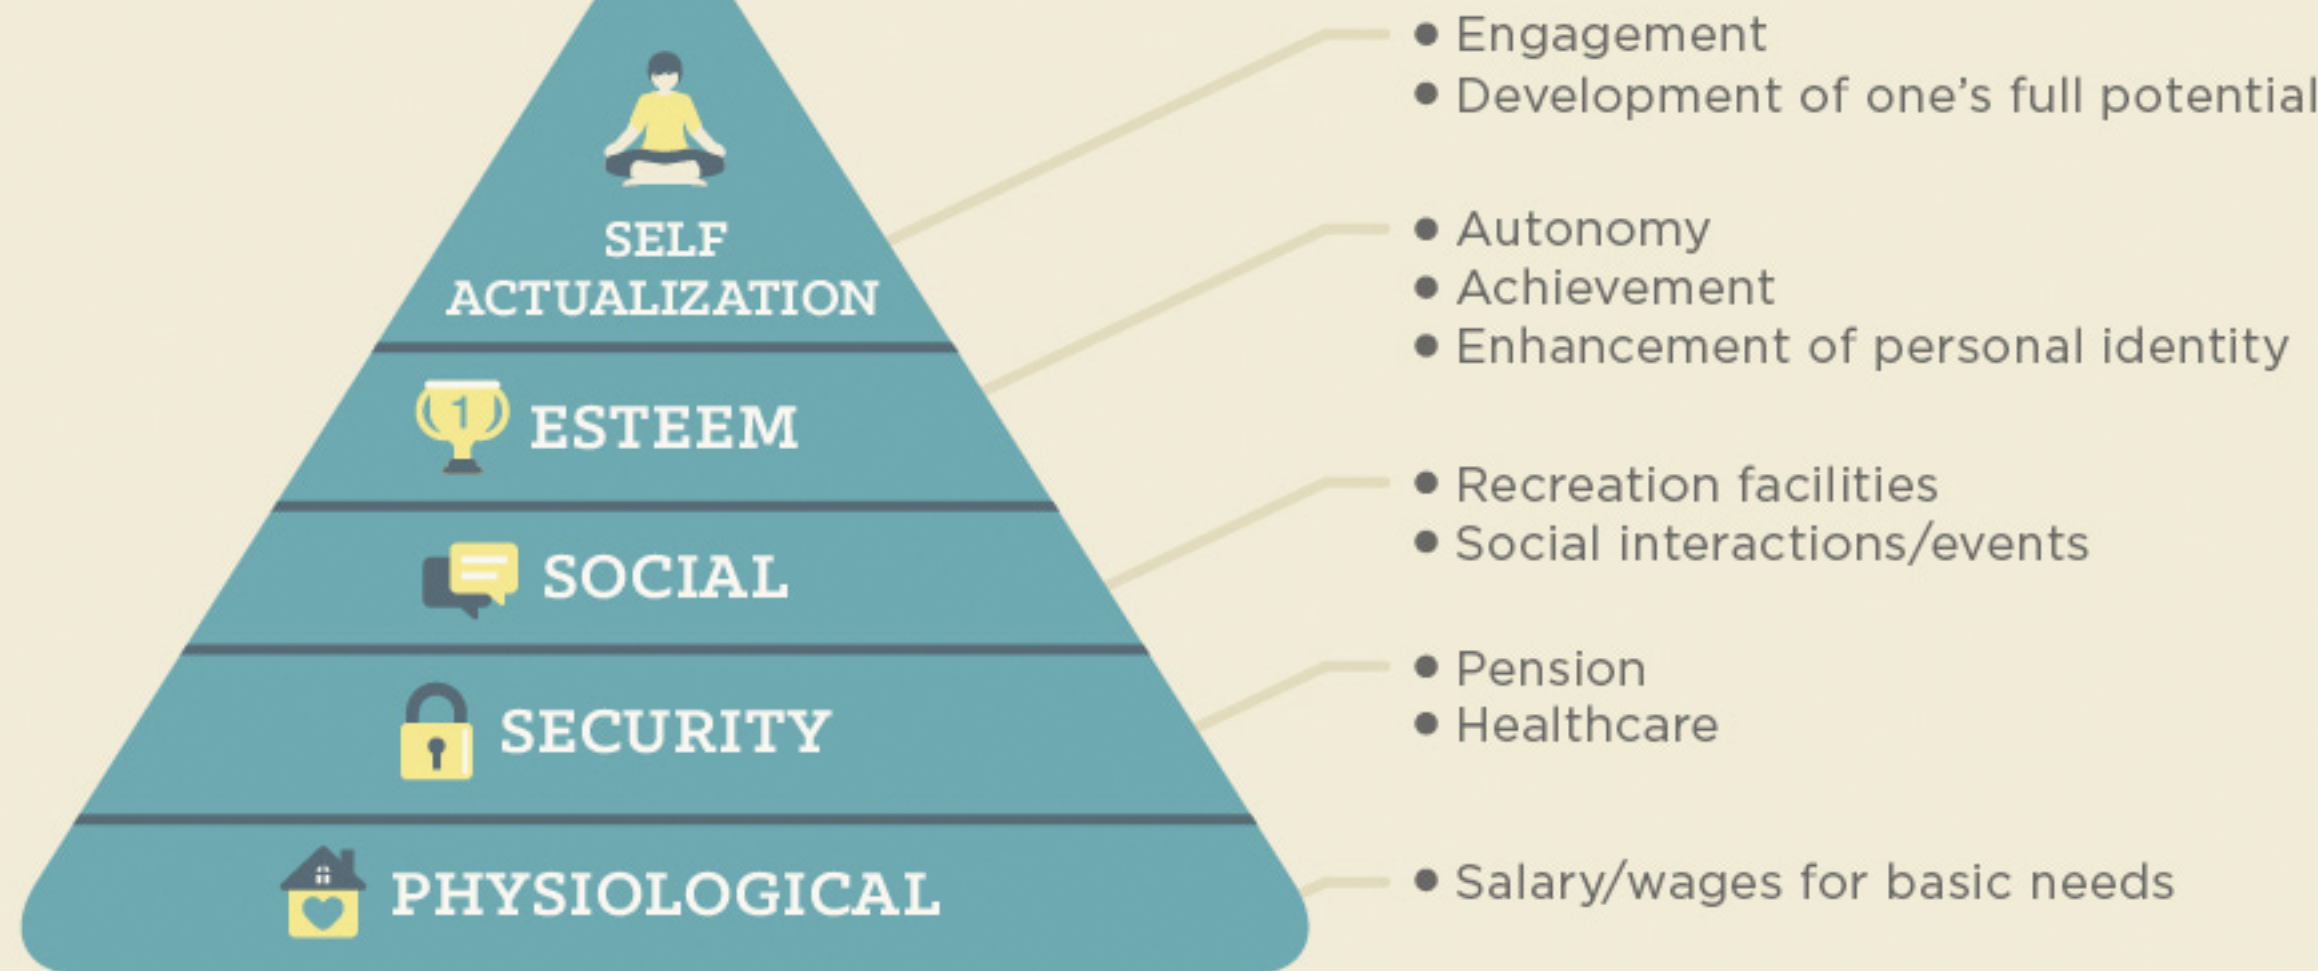 SELF
ACTUALIZATION
• Engagement
• Development of one's full potential
1
ESTEEM
• Autonomy
• Achievement
• Enhancement of personal identity
SOCIAL
• Recreation facilities
• Social interactions/events
SECURITY
• Pension
• Healthcare
PHYSIOLOGICAL
• Salary/wages for basic needs